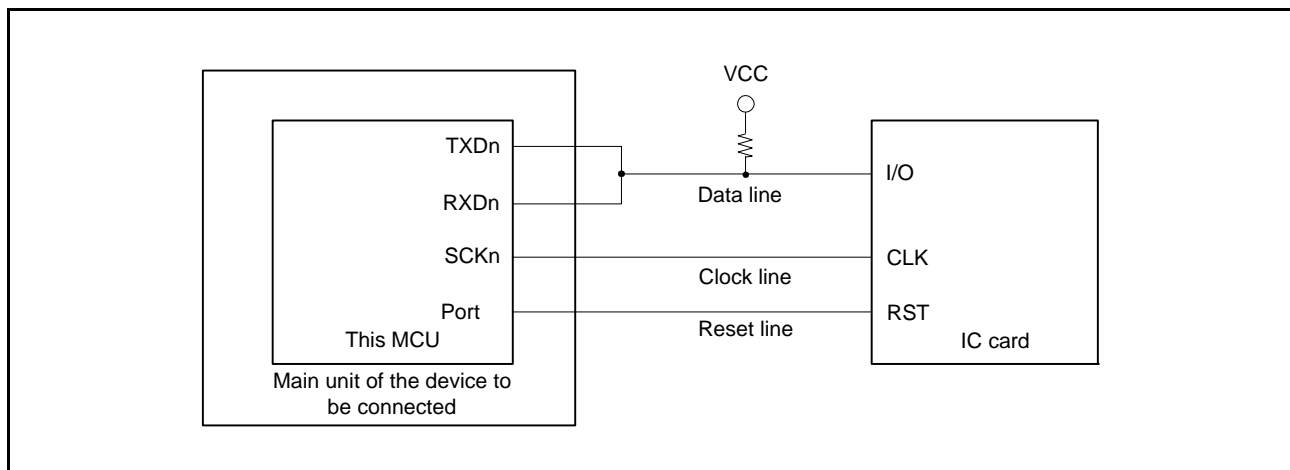 VCC
TXDn
RXDn
SCKn
Port
This MCU
Main unit of the device to
be connected
Data line
Clock line
Reset line
I/O
CLK
RST
IC card